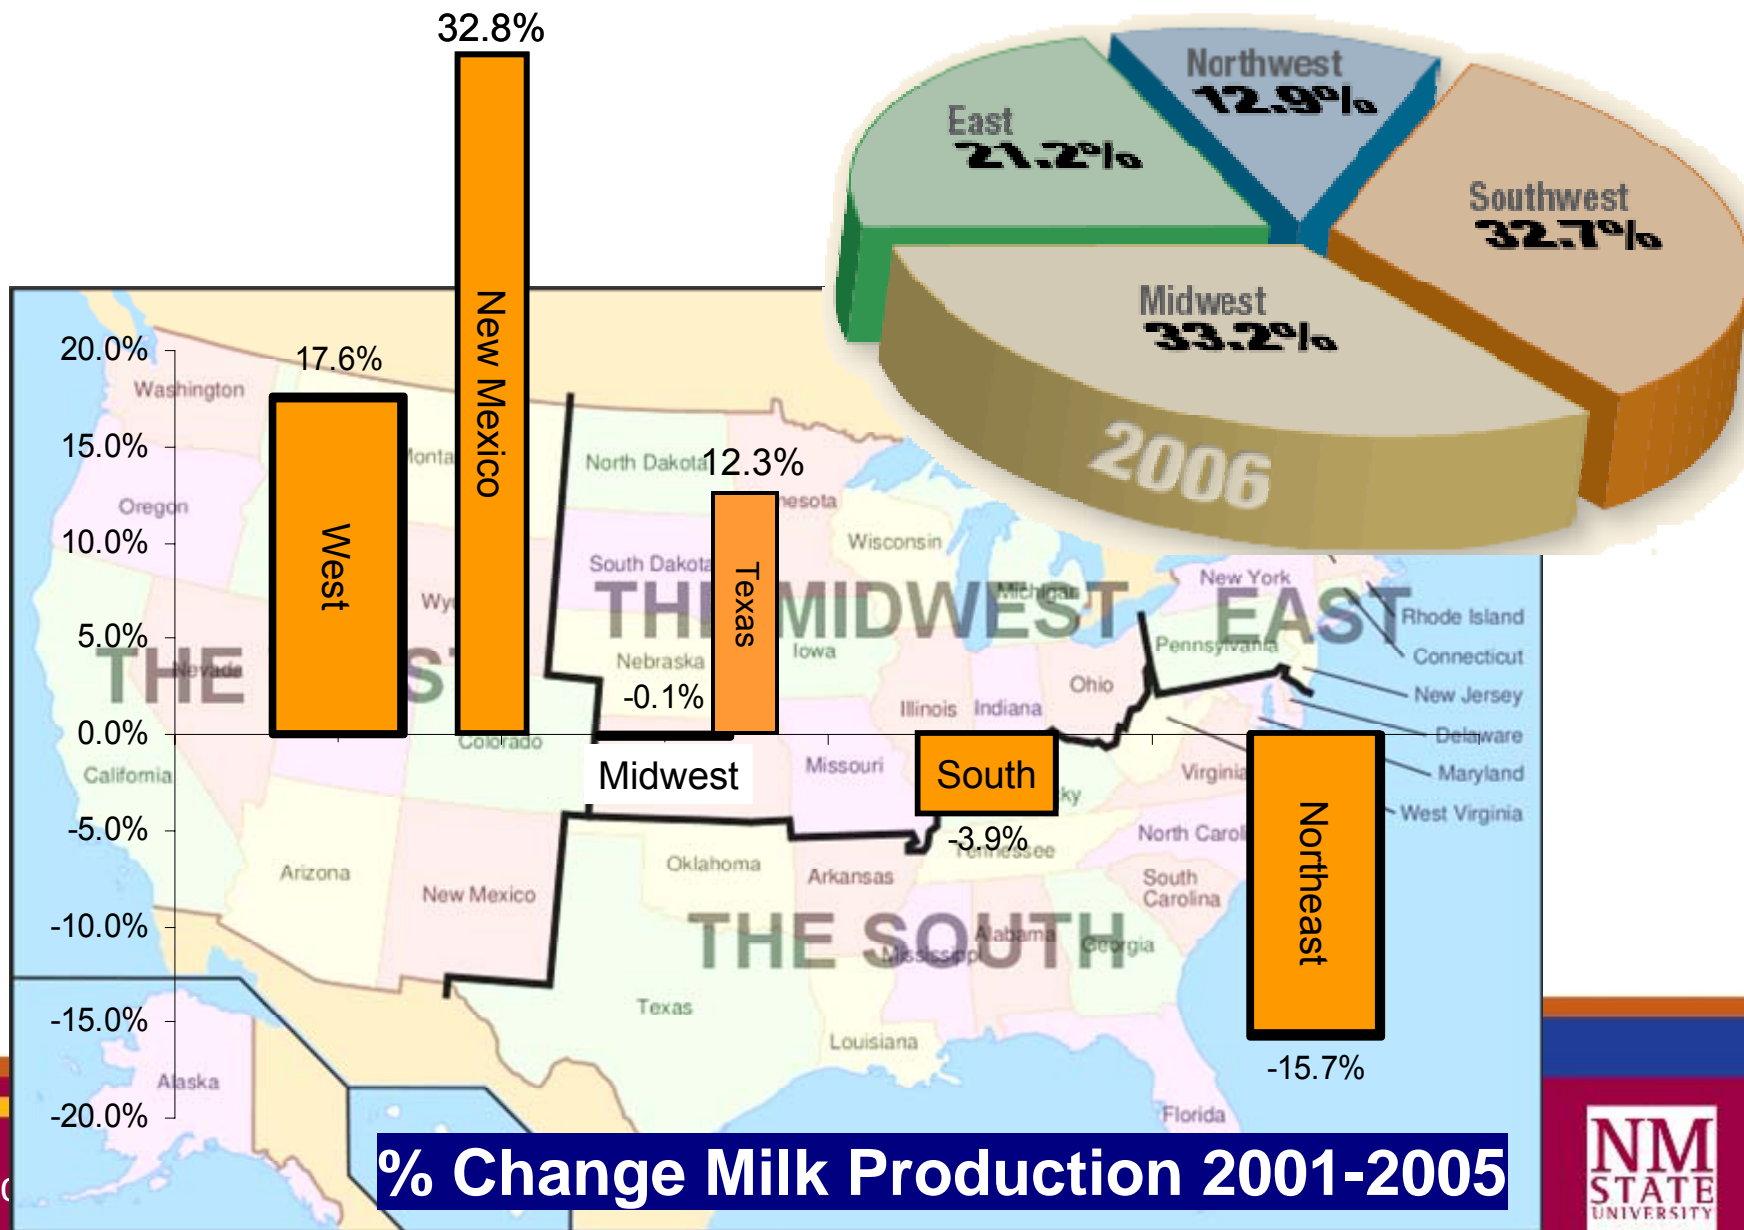 32.8%
Northwest
12.9%
East
21.2%
Southwest
32.7%
Midwest
33.2%
2006
20.0%
15.0%
10.0%
5.0%
0.0%
-5.0%
-10.0%
-15.0%
-20.0%
17.6%
West
New Mexico
12.3%
Texas
-0.1%
Midwest
South
-3.9%
Northeast
-15.7%
Washington
Oregon
Nevada
California
Arizona
New Mexico
Colorado
North Dakota
South Dakota
Nebraska
Wisconsin
Michigan
Iowa
Illinois
Indiana
Ohio
Missouri
Oklahoma
Arkansas
Tennessee
Mississippi
Alabama
Georgia
Texas
Louisiana
Florida
South
Carolina
North Carol
Virginia
Pennsylvania
New York
Rhode Island
Connecticut
New Jersey
Delaware
Maryland
West Virginia
Alaska
THE
THE MIDWEST
EAST
THE SOUTH
% Change Milk Production 2001-2005
NM
STATE
UNIVERSITY